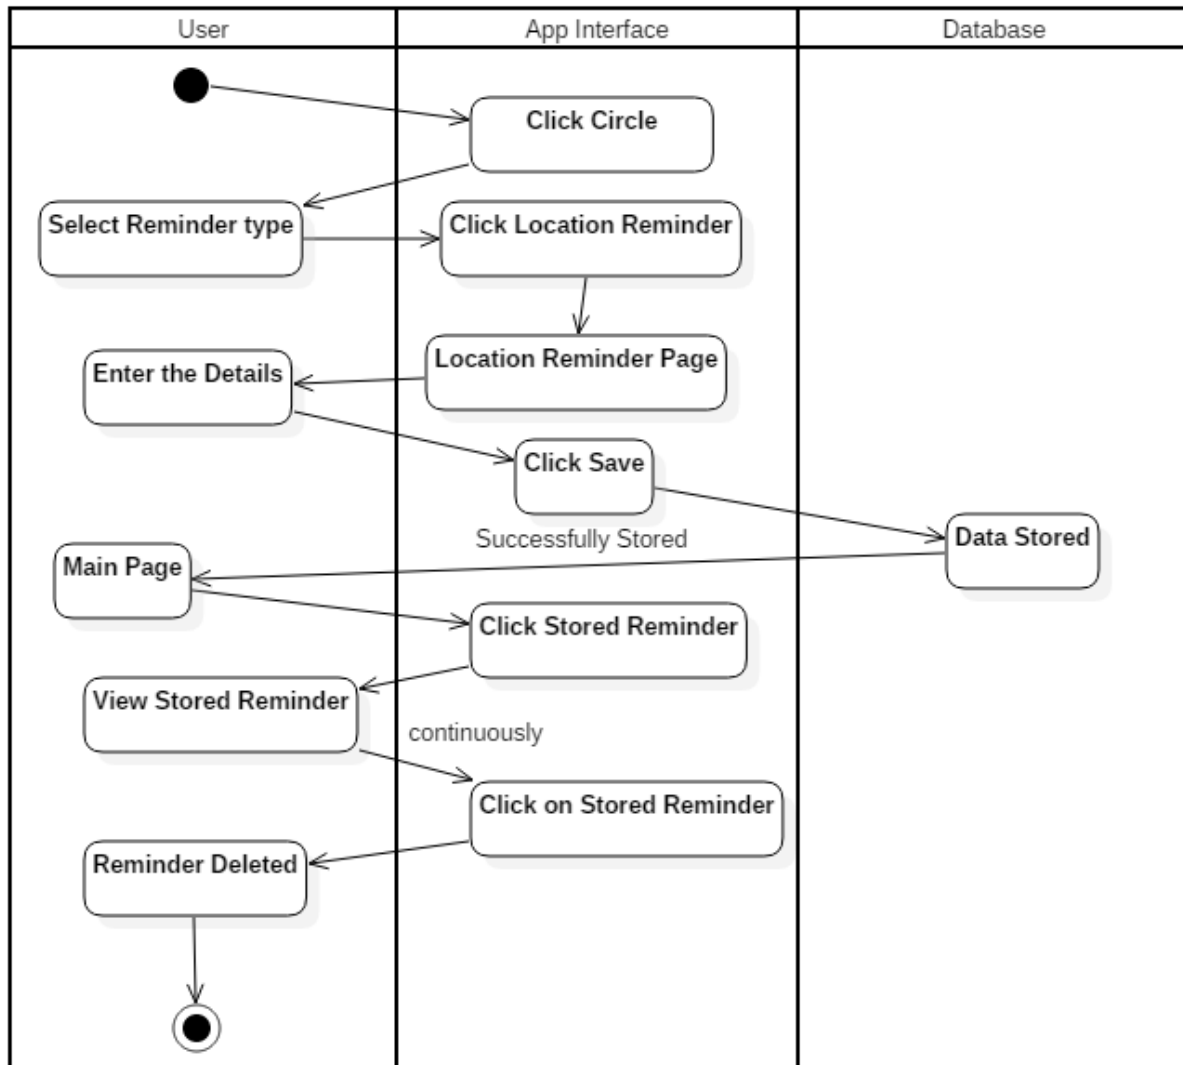 User
App Interface
Database
Click Circle
Select Reminder type
Click Location Reminder
Location Reminder Page
Enter the Details
Click Save
Data Stored
Successfully Stored
Main Page
Click Stored Reminder
View Stored Reminder
continuously
Click on Stored Reminder
Reminder Deleted